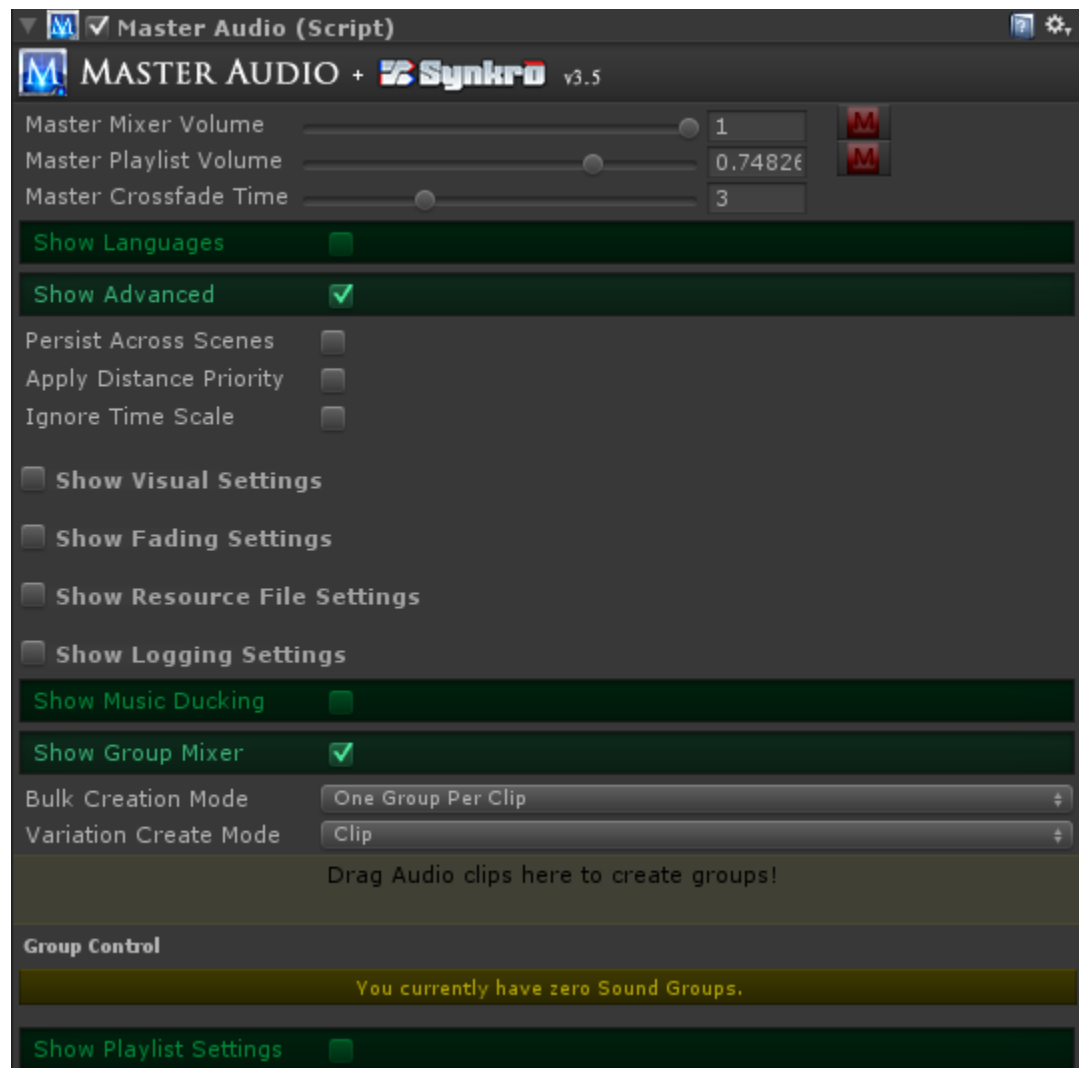 Master Audio (Script)
M MASTER AUDIO + Synkro v3.5
Master Mixer Volume 1 M
Master Playlist Volume 0.74826 M
Master Crossfade Time 3
Show Languages
Show Advanced
Persist Across Scenes
Apply Distance Priority
Ignore Time Scale
Show Visual Settings
Show Fading Settings
Show Resource File Settings
Show Logging Settings
Show Music Ducking
Show Group Mixer
Bulk Creation Mode One Group Per Clip
Variation Create Mode Clip
Drag Audio clips here to create groups!
Group Control
You currently have zero Sound Groups.
Show Playlist Settings